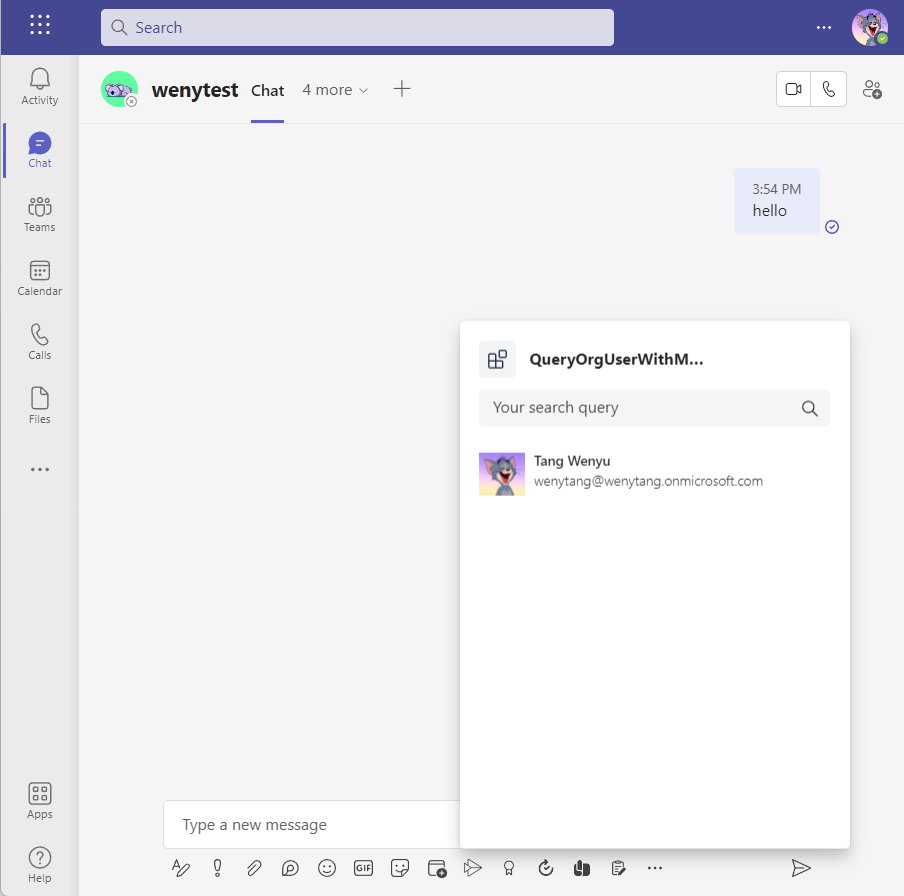 Search
Activity
Chat
Teams
Calendar
Calls
Files
Apps
Help
wenytest
Chat
4 more
3:54 PM
hello
QueryOrgUserWithM...
Your search query
Tang Wenyu
wenytang@wenytang.onmicrosoft.com
Type a new message
GIF